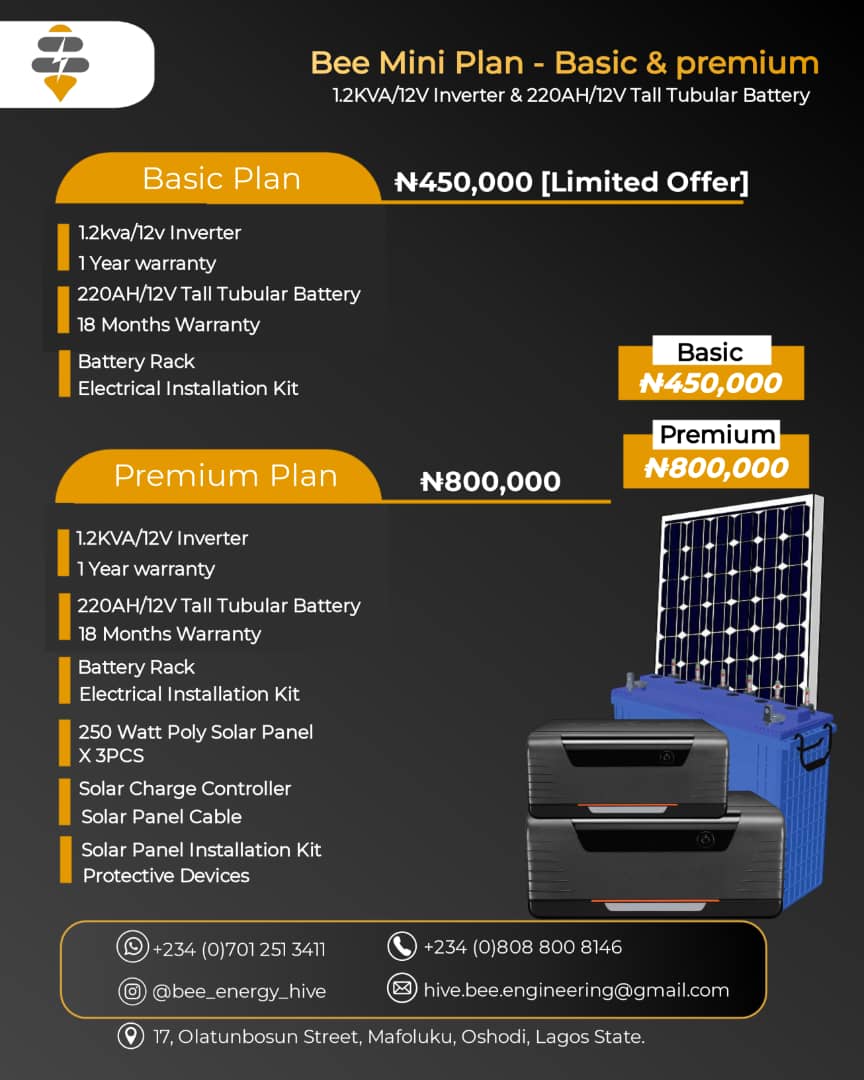 Bee Mini Plan - Basic & premium
1.2KVA/12V Inverter & 220AH/12V Tall Tubular Battery
Basic Plan
₦450,000 [Limited Offer]
1.2kva/12v Inverter
1 Year warranty
220AH/12V Tall Tubular Battery
18 Months Warranty
Battery Rack
Electrical Installation Kit
Basic
₦450,000
Premium
₦800,000
Premium Plan
₦800,000
1.2KVA/12V Inverter
1 Year warranty
220AH/12V Tall Tubular Battery
18 Months Warranty
Battery Rack
Electrical Installation Kit
250 Watt Poly Solar Panel
X 3PCS
Solar Charge Controller
Solar Panel Cable
Solar Panel Installation Kit
Protective Devices
+234 (0)701 251 3411
+234 (0)808 800 8146
@bee_energy_hive
hive.bee.engineering@gmail.com
17, Olatunbosun Street, Mafoluku, Oshodi, Lagos State.